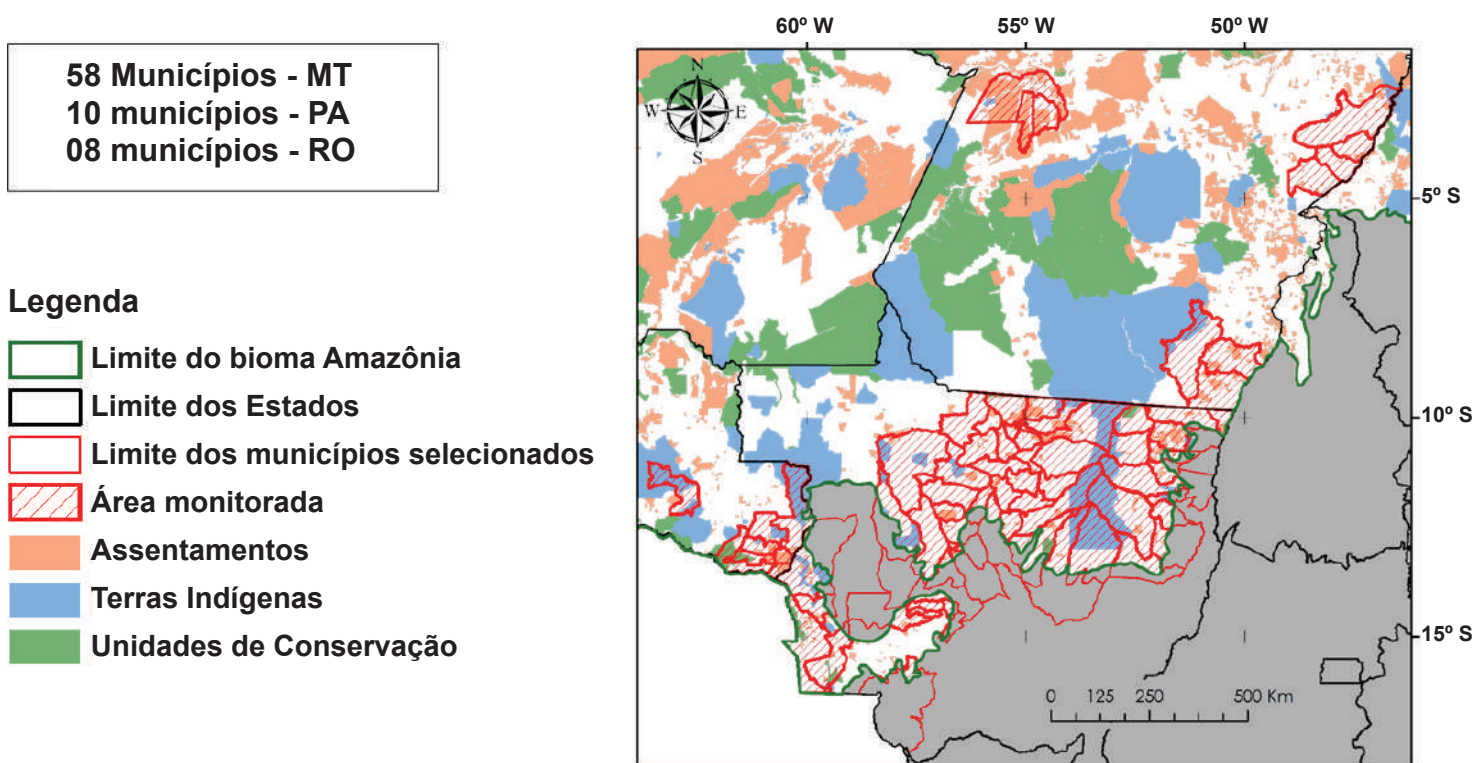 58 Municípios - MT
10 municípios - PA
08 municípios - RO
Legenda
Limite do bioma Amazônia
Limite dos Estados
Limite dos municípios selecionados
Área monitorada
Assentamentos
Terras Indígenas
Unidades de Conservação
60º W 55º W 50º W
N
W E
S
5º S
10º S
15º S
0 125 250 500 Km